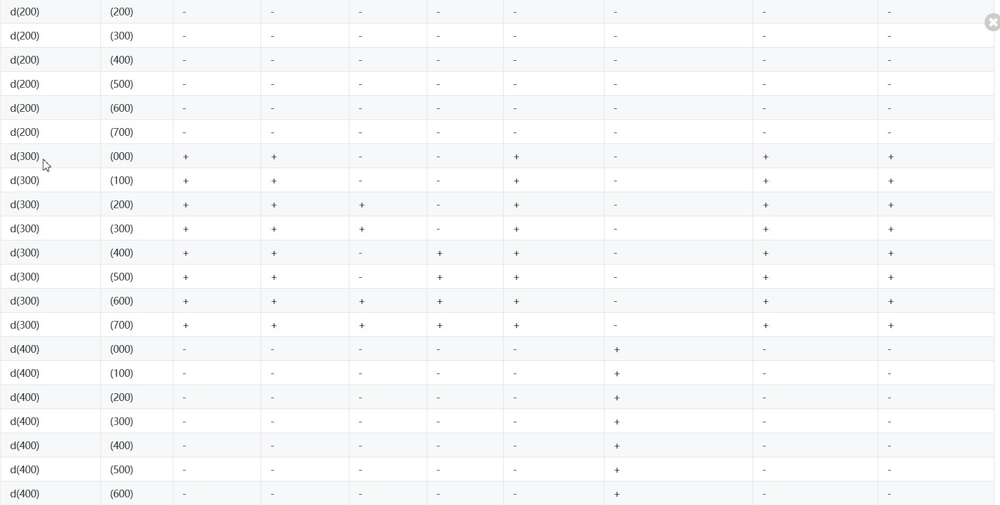 d(200) (200) - - - - - - - -
d(200) (300) - - - - - - - -
d(200) (400) - - - - - - - -
d(200) (500) - - - - - - - -
d(200) (600) - - - - - - - -
d(200) (700) - - - - - - - -
d(300) (000) + + - - + - + +
d(300) (100) + + - - + - + +
d(300) (200) + + + - + - + +
d(300) (300) + + + - + - + +
d(300) (400) + + - + + - + +
d(300) (500) + + - + + - + +
d(300) (600) + + + + + - + +
d(300) (700) + + + + + - + +
d(400) (000) - - - - - + - -
d(400) (100) - - - - - + - -
d(400) (200) - - - - - + - -
d(400) (300) - - - - - + - -
d(400) (400) - - - - - + - -
d(400) (500) - - - - - + - -
d(400) (600) - - - - - + - -